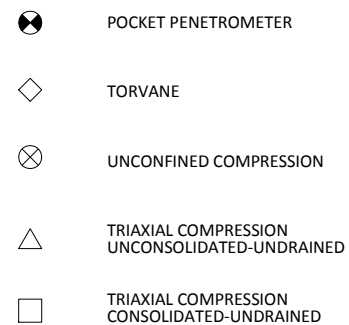 POCKET PENETROMETER
TORVANE
UNCONFINED COMPRESSION
TRIAXIAL COMPRESSION
UNCONSOLIDATED-UNDRAINED
TRIAXIAL COMPRESSION
CONSOLIDATED-UNDRAINED